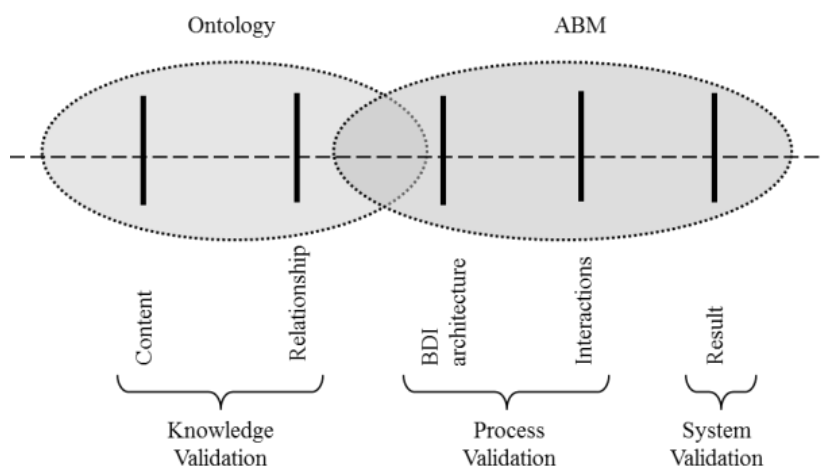 Ontology
ABM
Content
Relationship
BDI
architecture
Interactions
Result
Knowledge
Validation
Process
Validation
System
Validation